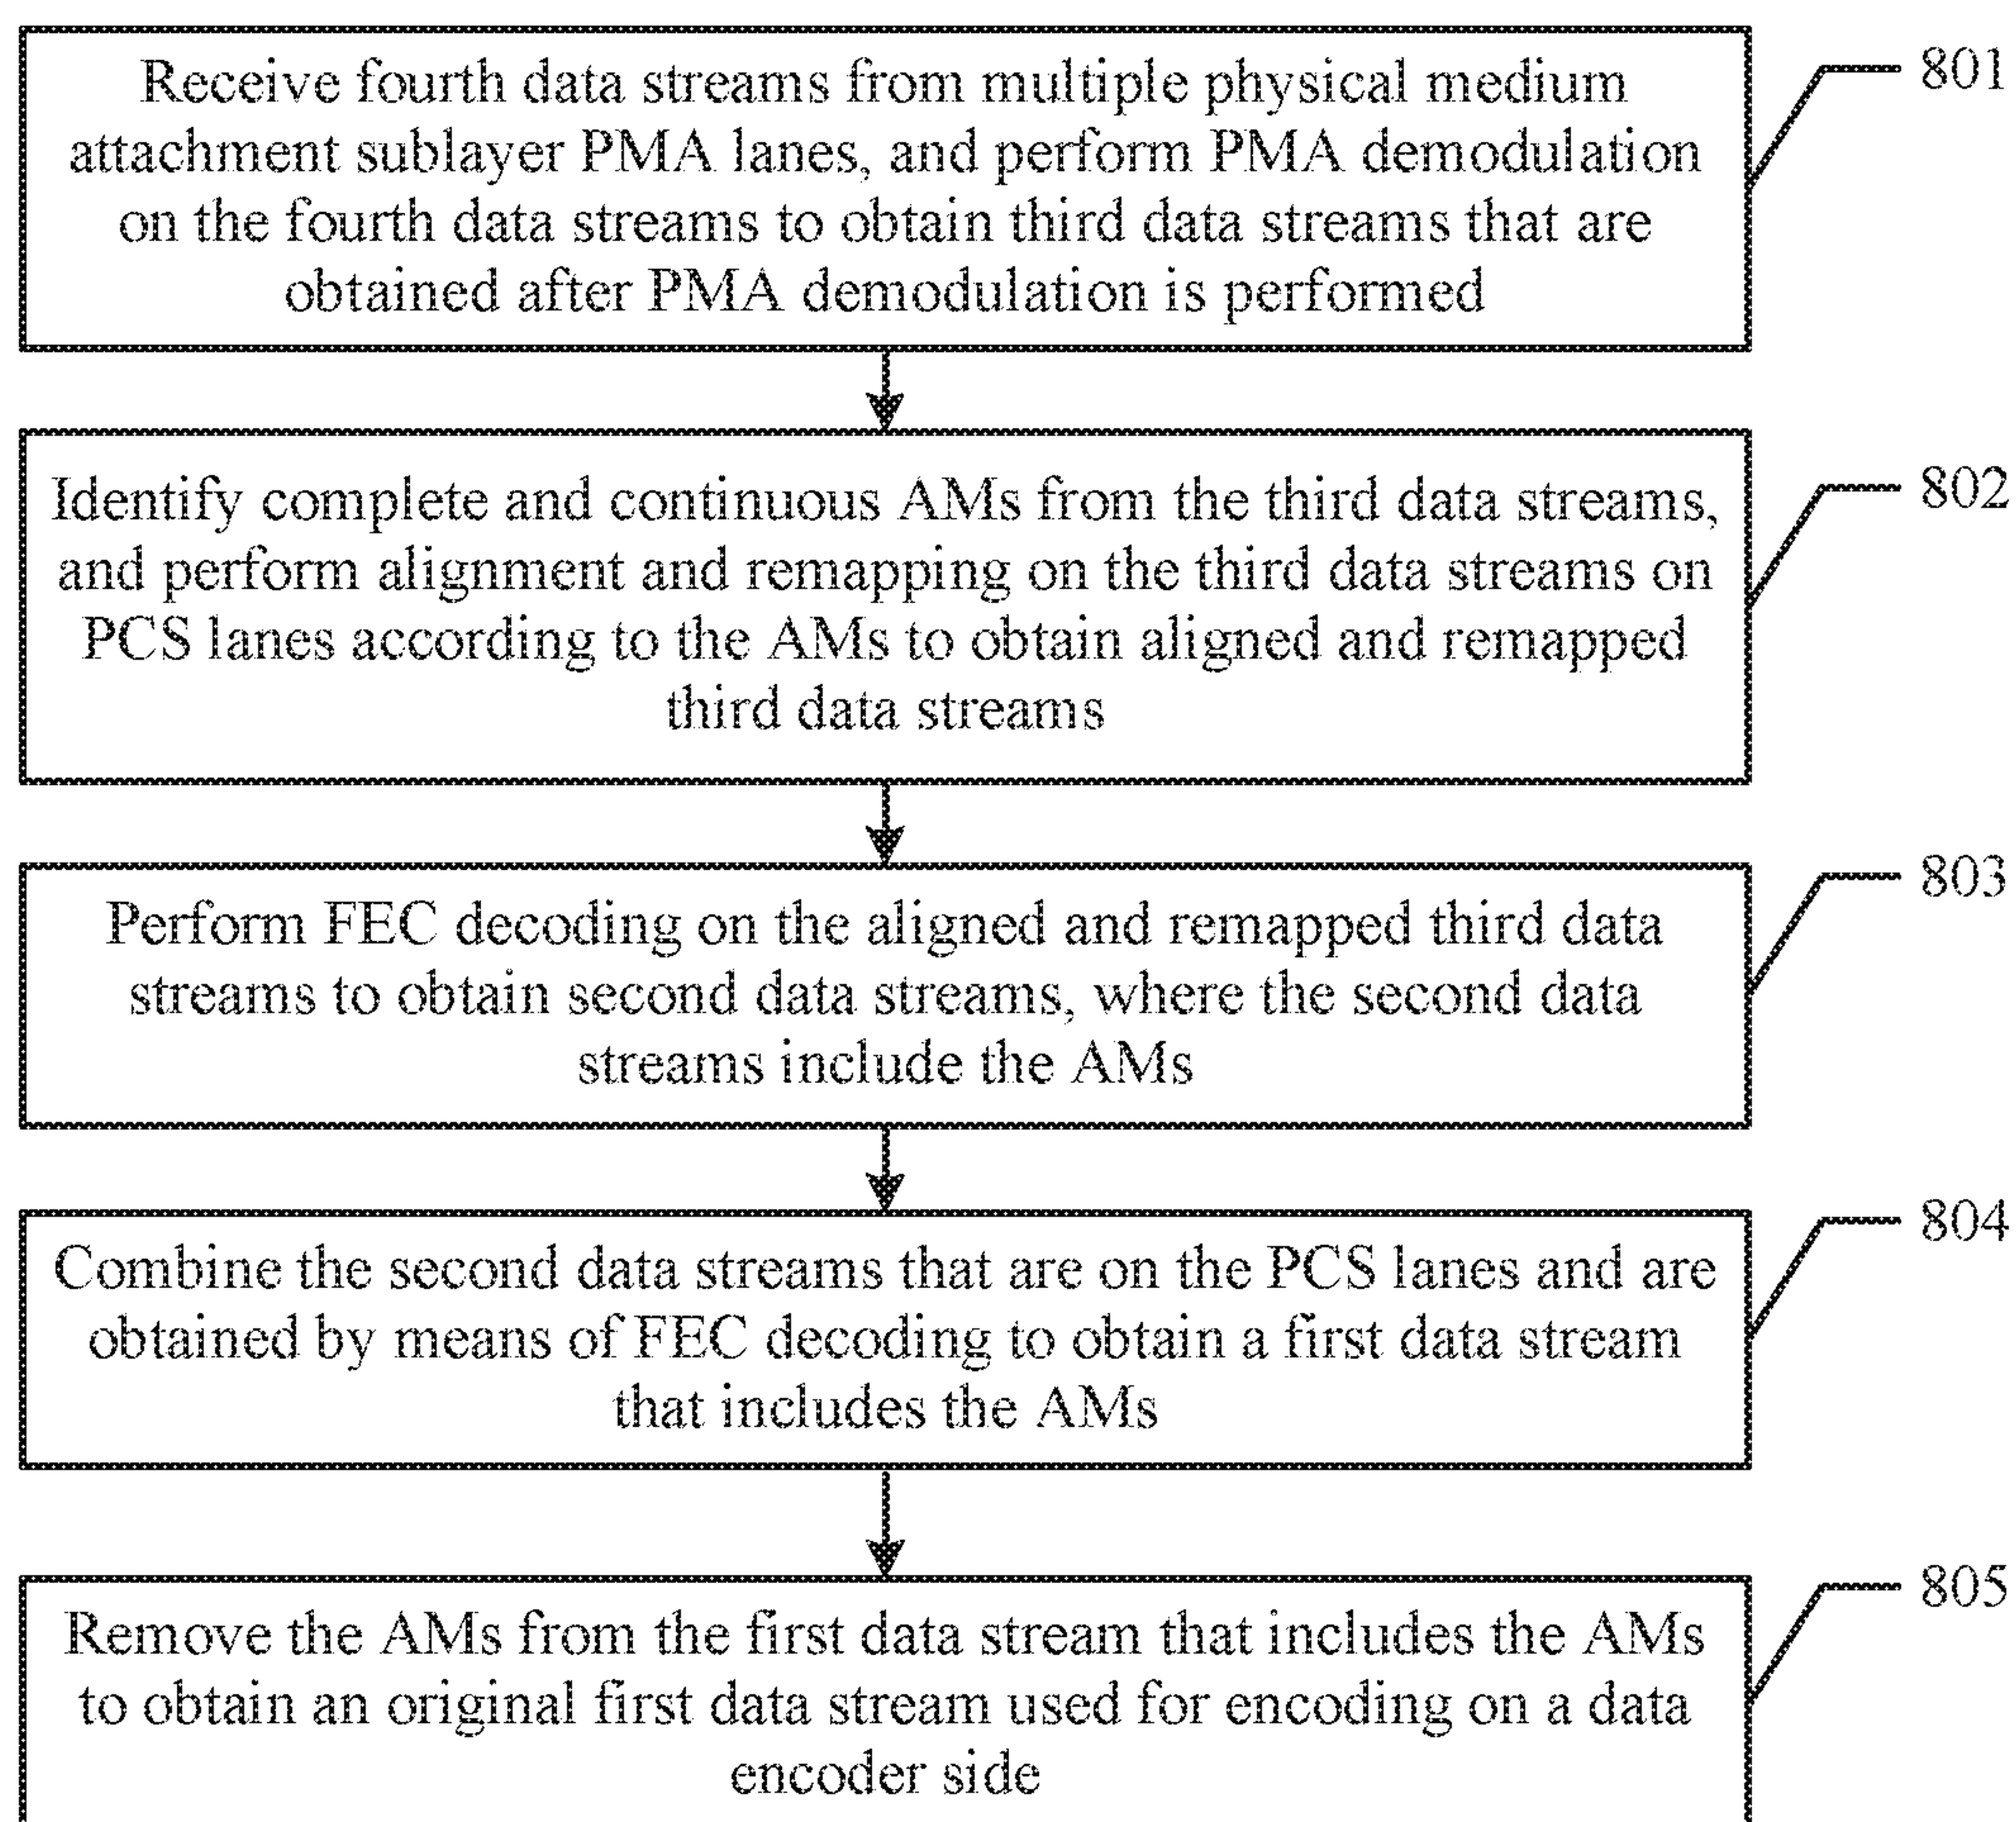 Receive fourth data streams from multiple physical medium
attachment sublayer PMA lanes, and perform PMA demodulation
on the fourth data streams to obtain third data streams that are
obtained after PMA demodulation is performed
801
Identify complete and continuous AMs from the third data streams,
and perform alignment and remapping on the third data streams on
PCS lanes according to the AMs to obtain aligned and remapped
third data streams
802
Perform FEC decoding on the aligned and remapped third data
streams to obtain second data streams, where the second data
streams include the AMs
803
Combine the second data streams that are on the PCS lanes and are
obtained by means of FEC decoding to obtain a first data stream
that includes the AMs
804
Remove the AMs from the first data stream that includes the AMs
to obtain an original first data stream used for encoding on a data
encoder side
805